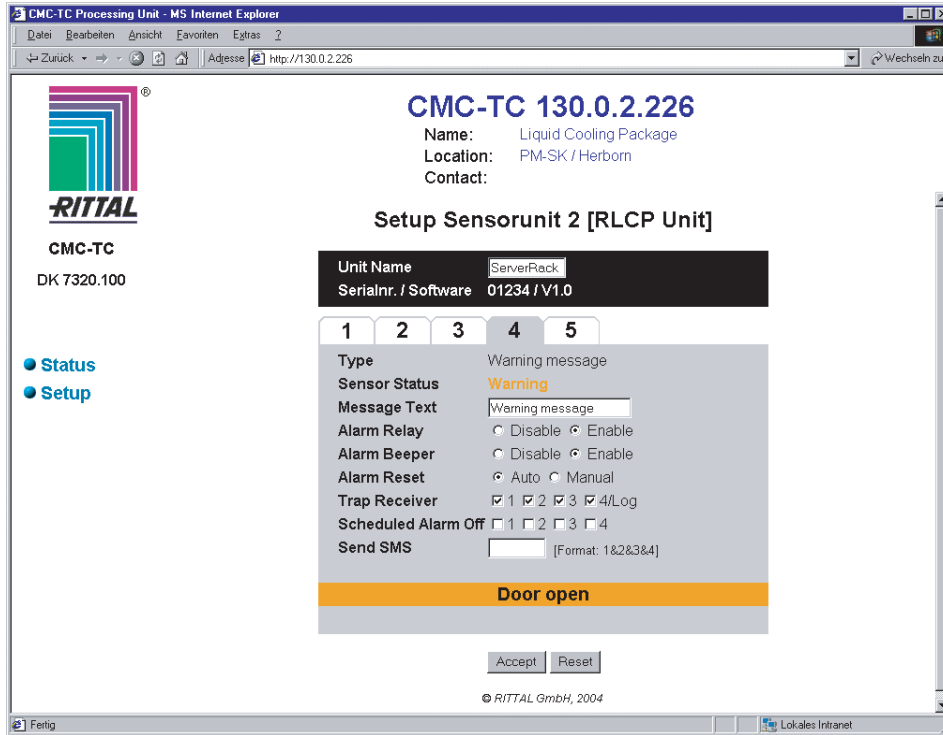 CMC-TC Processing Unit - MS Internet Explorer
Datei Bearbeiten Ansicht Favoriten Extras ?
Zurück Adresse http://130.0.2.226 Wechseln zu
®
RITTAL
CMC-TC
DK 7320.100
Status
Setup
CMC-TC 130.0.2.226
Name: Liquid Cooling Package
Location: PM-SK / Herborn
Contact:
Setup Sensorunit 2 [RLCP Unit]
Unit Name ServerRack
Serialnr. / Software 01234 / V1.0
1 2 3 4 5
Type Warning message
Sensor Status Warning
Message Text Warning message
Alarm Relay Disable Enable
Alarm Beeper Disable Enable
Alarm Reset Auto Manual
Trap Receiver 1 2 3 4/Log
Scheduled Alarm Off 1 2 3 4
Send SMS [Format: 1&2&3&4]
Door open
Accept Reset
© RITTAL GmbH, 2004
Fertig Lokales Intranet